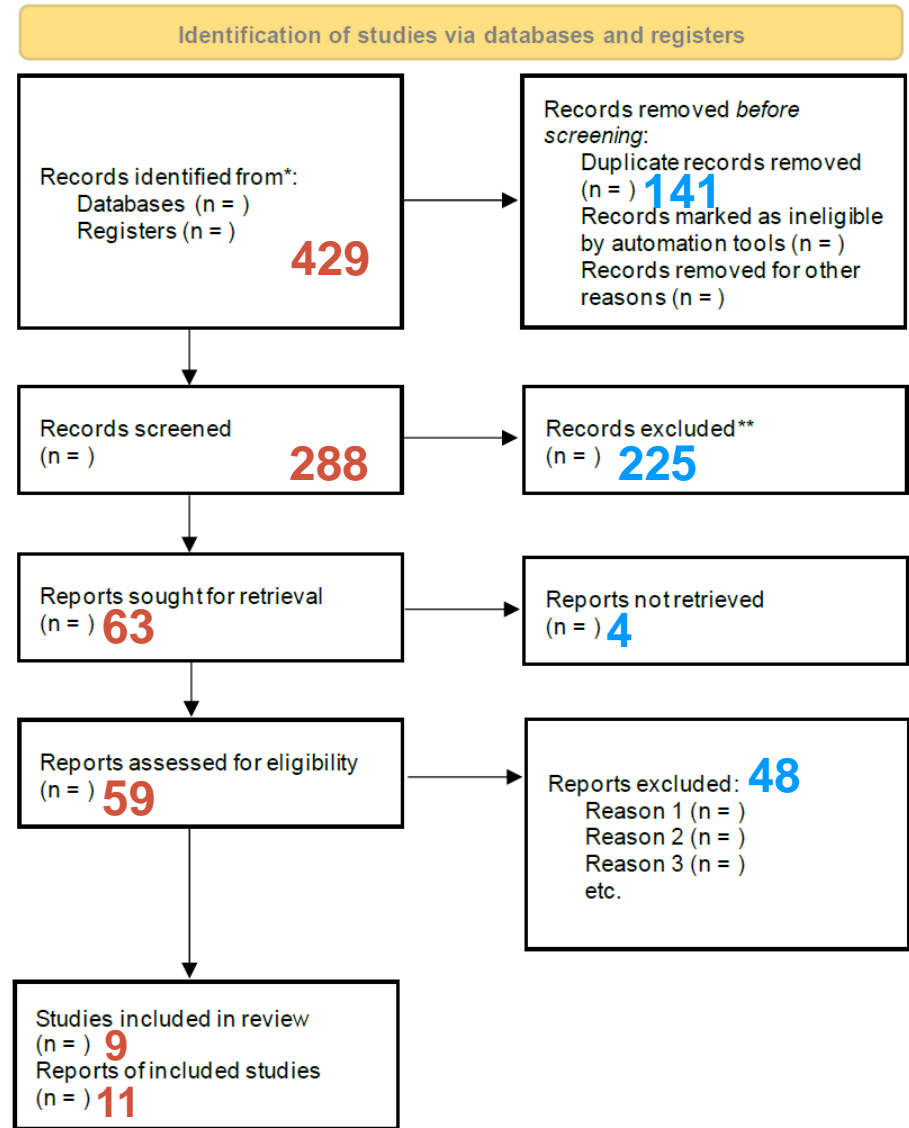 Identification of studies via databases and registers
Records identified from*:
Databases (n = )
Registers (n = )
429
Records removed before
screening:
Duplicate records removed
(n = ) 141
Records marked as ineligible
by automation tools (n = )
Records removed for other
reasons (n = )
Records screened
(n = )
288
Records excluded**
(n = ) 225
Reports sought for retrieval
(n = ) 63
Reports not retrieved
(n = ) 4
Reports assessed for eligibility
(n = ) 59
Reports excluded: 48
Reason 1 (n = )
Reason 2 (n = )
Reason 3 (n = )
etc.
Studies included in review
(n = ) 9
Reports of included studies
(n = ) 11